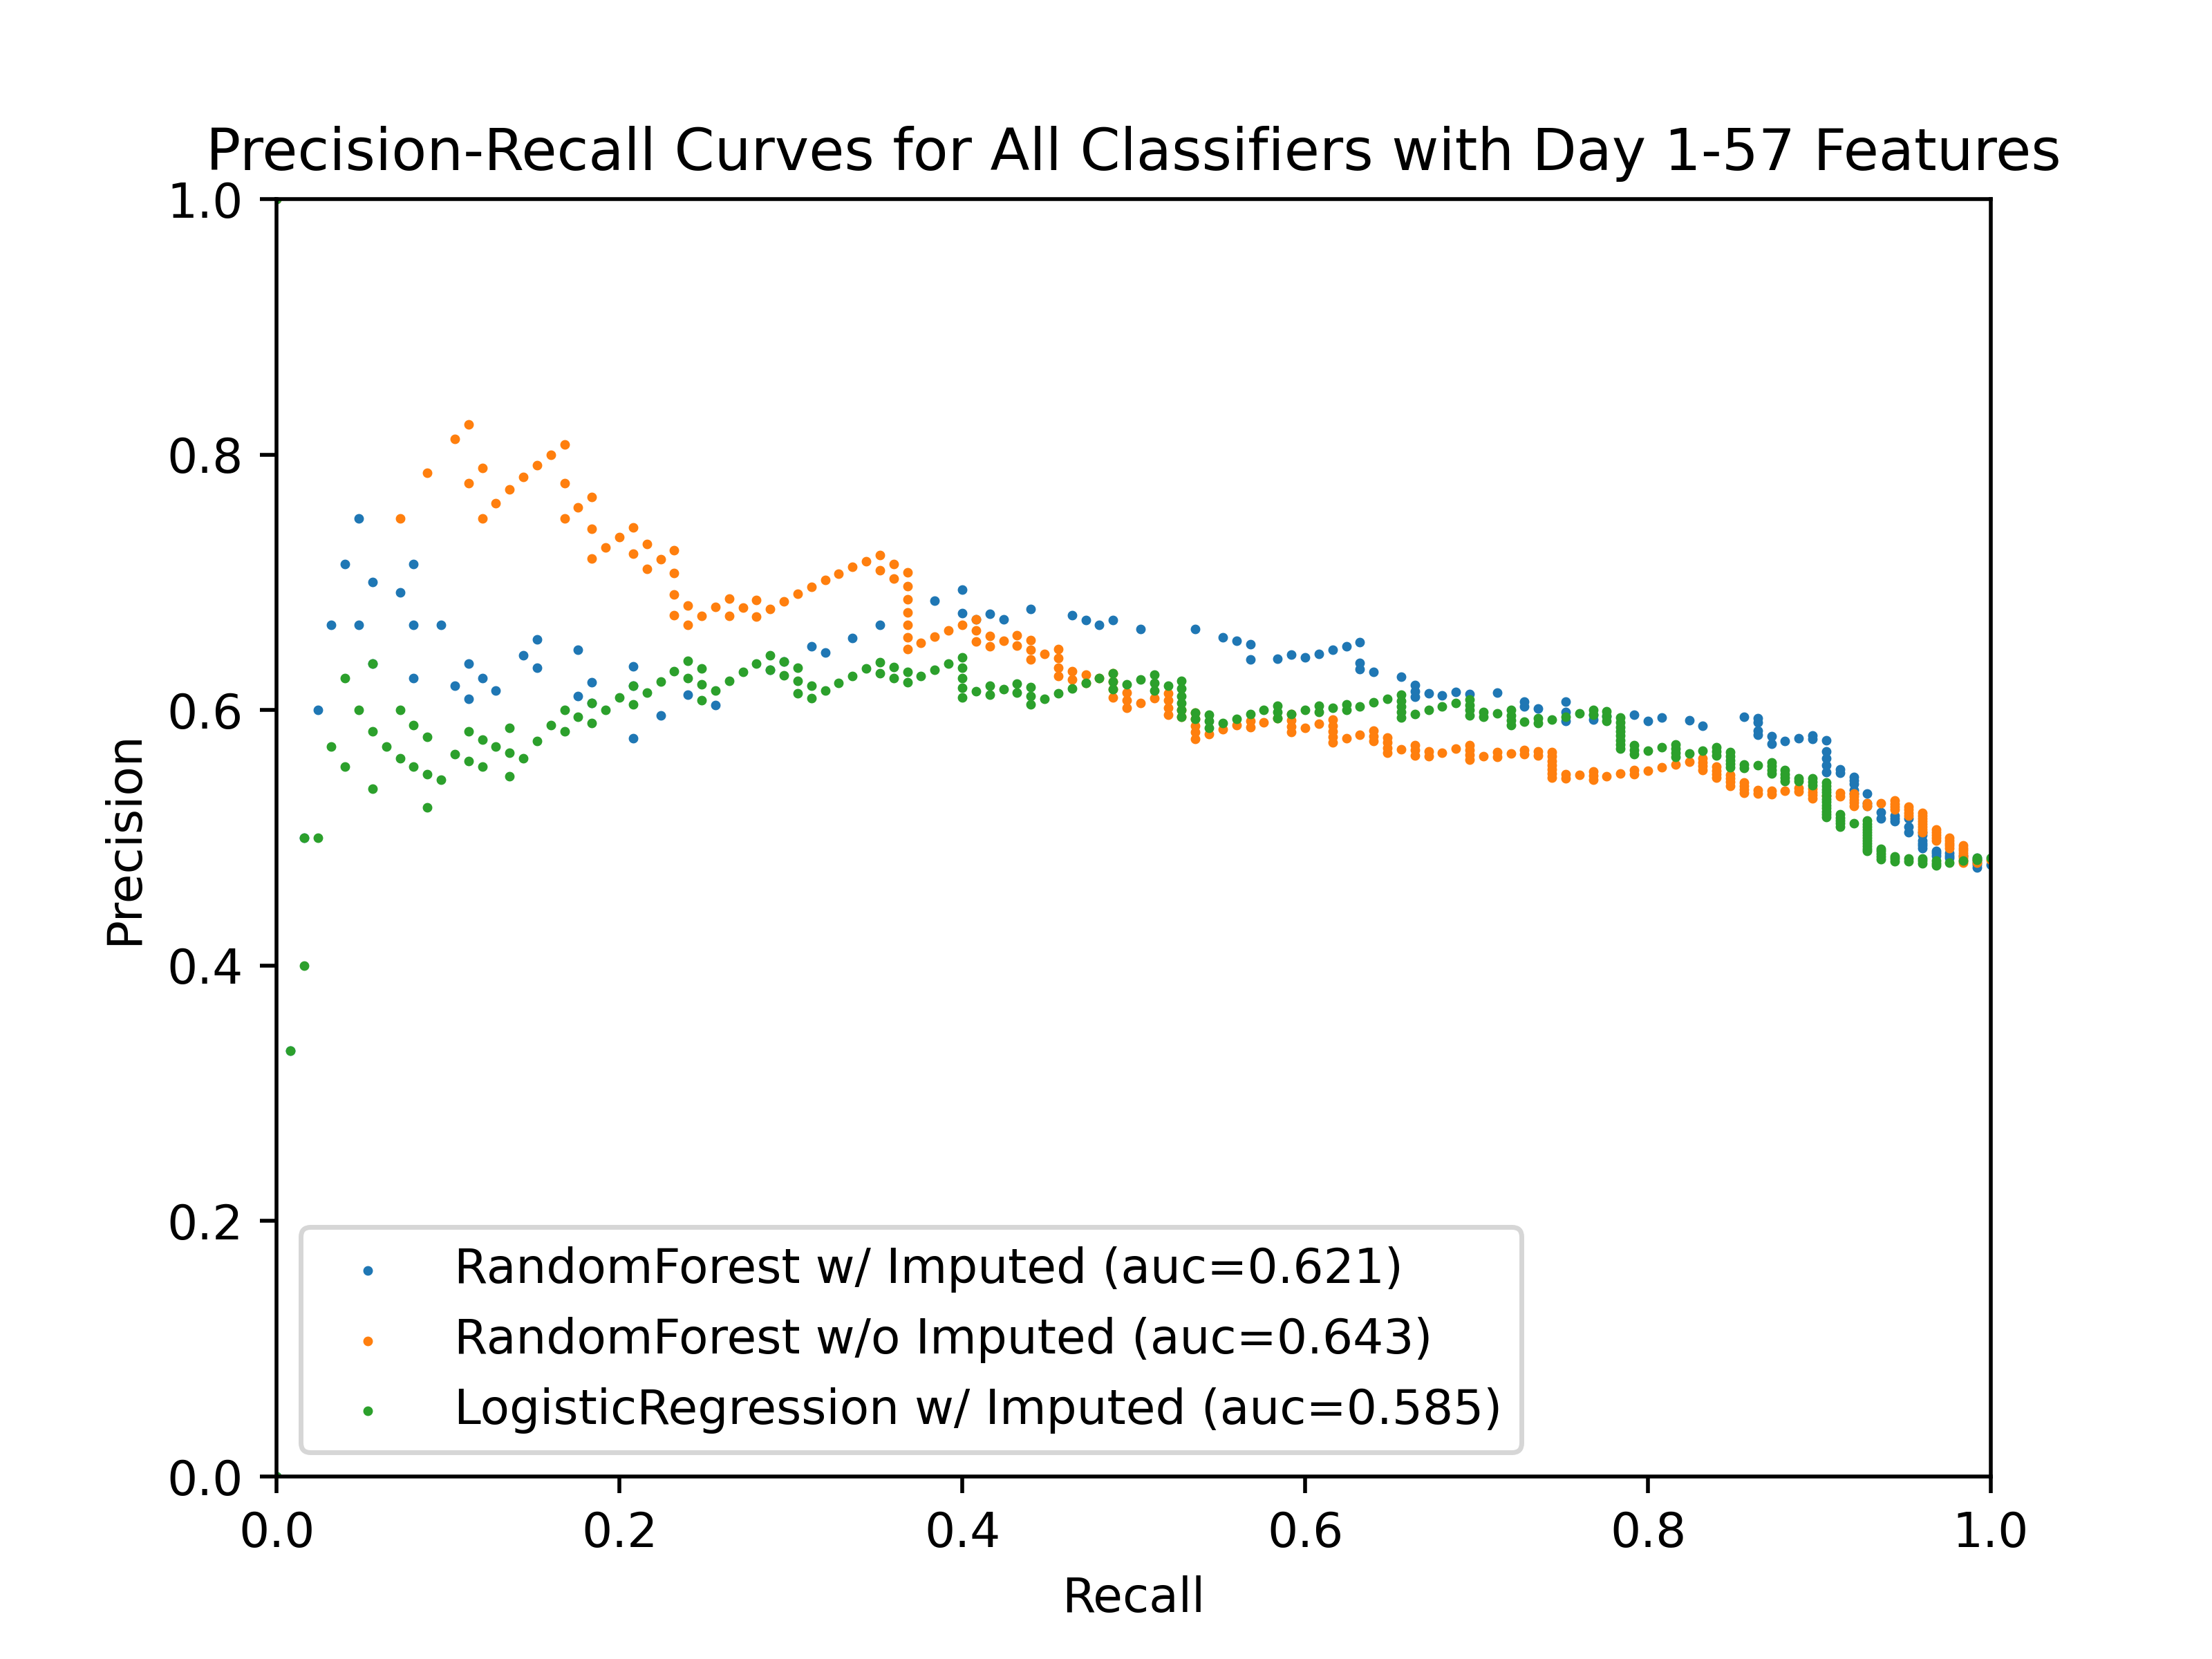 Precision-Recall Curves for All Classifiers with Day 1-57 Features
1.0
0.8
0.6
0.4
0.2
0.0
Precision
RandomForest w/ Imputed (auc=0.621)
RandomForest w/o Imputed (auc=0.643)
LogisticRegression w/ Imputed (auc=0.585)
0.0 0.2 0.4 0.6 0.8 1.0
Recall